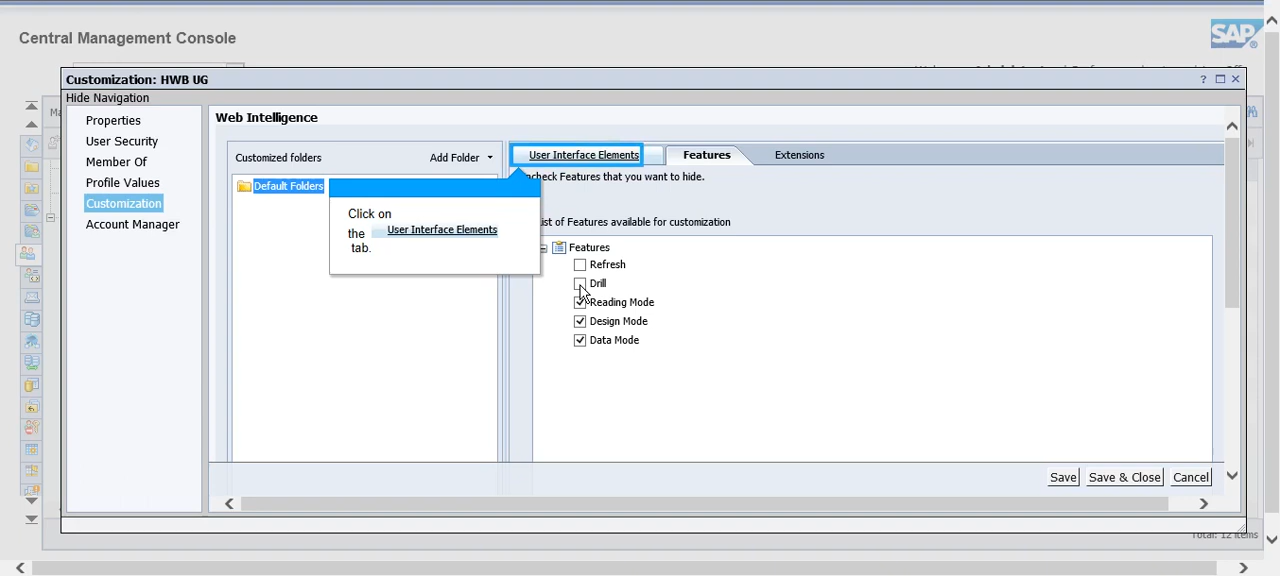 Central Management Console
SAP
Customization: HWB UG
?
Hide Navigation
Ma
Properties
User Security
Member Of
Profile Values
Customization
Account Manager
Web Intelligence
Customized folders
Add Folder
Default Folders
User Interface Elements
Features
Extensions
check Features that you want to hide.
Click on
the User Interface Elements
tab.
ist of Features available for customization
Features
Refresh
Drill
Reading Mode
Design Mode
Data Mode
Save
Save & Close
Cancel
Total: 12 items